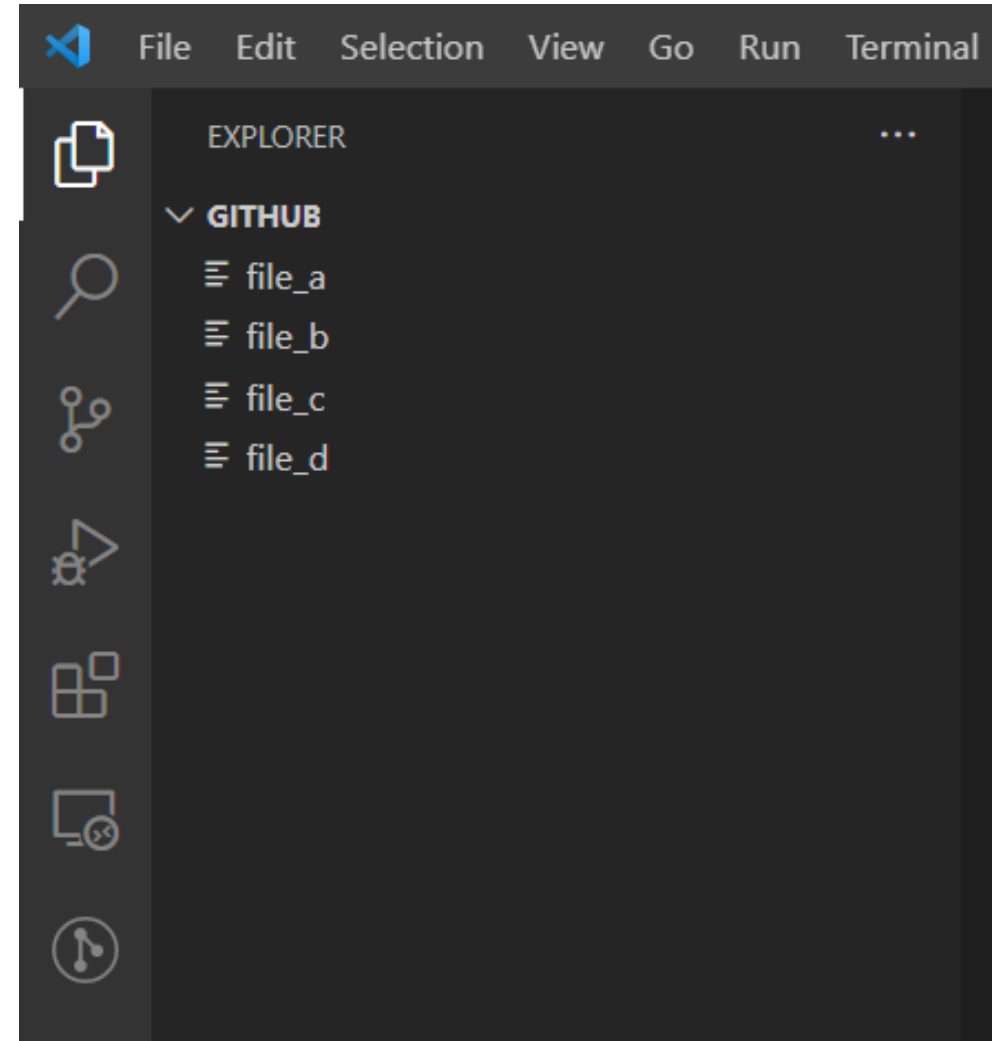 File Edit Selection View Go Run Terminal
EXPLORER
GITHUB
file_a
file_b
file_c
file_d